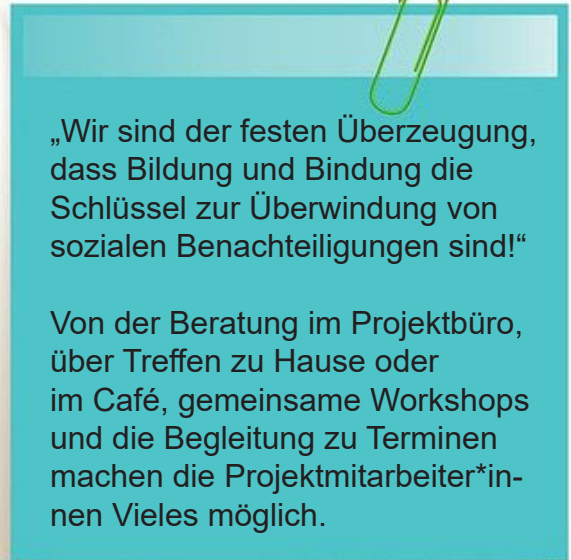 „Wir sind der festen Überzeugung,
dass Bildung und Bindung die
Schlüssel zur Überwindung von
sozialen Benachteiligungen sind!“
Von der Beratung im Projektbüro,
über Treffen zu Hause oder
im Café, gemeinsame Workshops
und die Begleitung zu Terminen
machen die Projektmitarbeiter*in-
nen Vieles möglich.